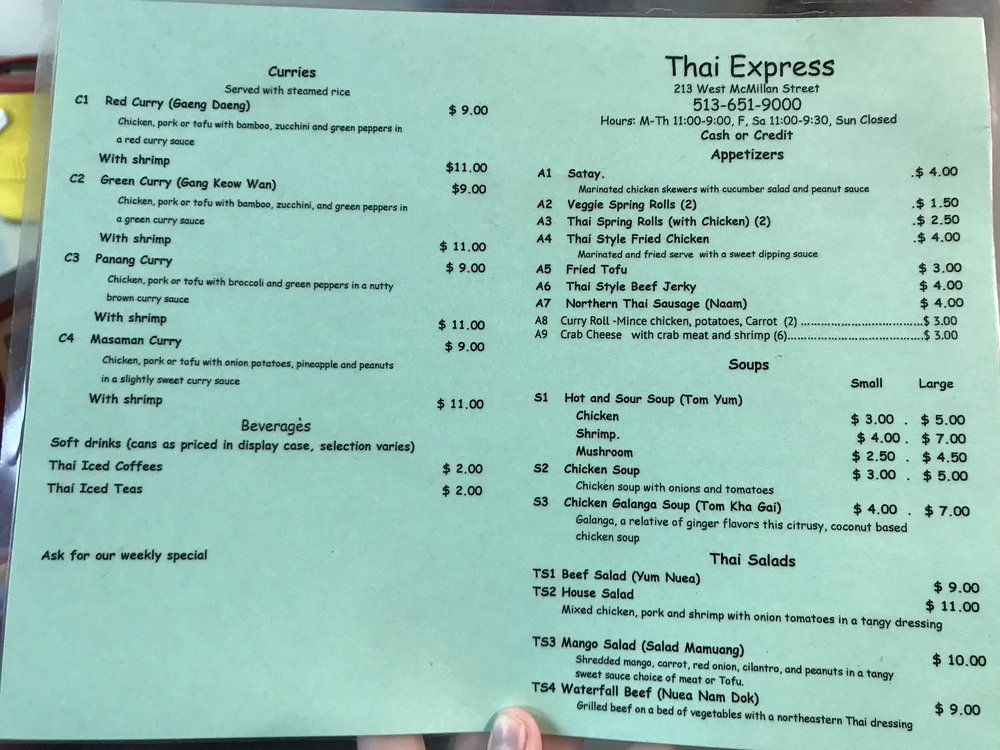 Curries
Served with steamed rice
C1 Red Curry (Gaeng Daeng) $ 9.00
Chicken, pork or tofu with bamboo, zucchini and green peppers in
a red curry sauce
With shrimp $11.00
C2 Green Curry (Gang Keow Wan) $9.00
Chicken, pork or tofu with bamboo, zucchini, and green peppers in
a green curry sauce
With shrimp $ 11.00
C3 Panang Curry $ 9.00
Chicken, pork or tofu with broccoli and green peppers in a nutty
brown curry sauce
With shrimp $ 11.00
C4 Masaman Curry $ 9.00
Chicken, pork or tofu with onion potatoes, pineapple and peanuts
in a slightly sweet curry sauce
With shrimp $ 11.00
Beverages
Soft drinks (cans as priced in display case, selection varies)
Thai Iced Coffees $ 2.00
Thai Iced Teas $ 2.00
Ask for our weekly special
Thai Express
213 West McMillan Street
513-651-9000
Hours: M-Th 11:00-9:00, F, Sa 11:00-9:30, Sun Closed
Cash or Credit
Appetizers
A1 Satay. .$ 4.00
Marinated chicken skewers with cucumber salad and peanut sauce
A2 Veggie Spring Rolls (2) .$ 1.50
A3 Thai Spring Rolls (with Chicken) (2) .$ 2.50
A4 Thai Style Fried Chicken .$ 4.00
Marinated and fried serve with a sweet dipping sauce
A5 Fried Tofu $ 3.00
A6 Thai Style Beef Jerky $ 4.00
A7 Northern Thai Sausage (Naam) $ 4.00
A8 Curry Roll -Mince chicken, potatoes, Carrot (2) ........................................$ 3.00
A9 Crab Cheese with crab meat and shrimp (6)............................................$ 3.00
Soups
Small Large
S1 Hot and Sour Soup (Tom Yum)
Chicken $ 3.00 . $ 5.00
Shrimp. $ 4.00 . $ 7.00
Mushroom $ 2.50 . $ 4.50
S2 Chicken Soup $ 3.00 . $ 5.00
Chicken soup with onions and tomatoes
S3 Chicken Galanga Soup (Tom Kha Gai) $ 4.00 . $ 7.00
Galanga, a relative of ginger flavors this citrusy, coconut based
chicken soup
Thai Salads
TS1 Beef Salad (Yum Nuea) $ 9.00
TS2 House Salad $ 11.00
Mixed chicken, pork and shrimp with onion tomatoes in a tangy dressing
TS3 Mango Salad (Salad Mamuang) $ 10.00
Shredded mango, carrot, red onion, cilantro, and peanuts in a tangy
sweet sauce choice of meat or Tofu.
TS4 Waterfall Beef (Nuea Nam Dok) $ 9.00
Grilled beef on a bed of vegetables with a northeastern Thai dressing